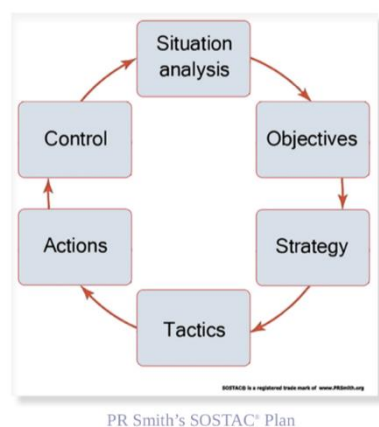 Situation
analysis
Objectives
Strategy
Tactics
Actions
Control
SOSTAC® is a registered trade mark of www.PRSmith.org
PR Smith's SOSTAC® Plan